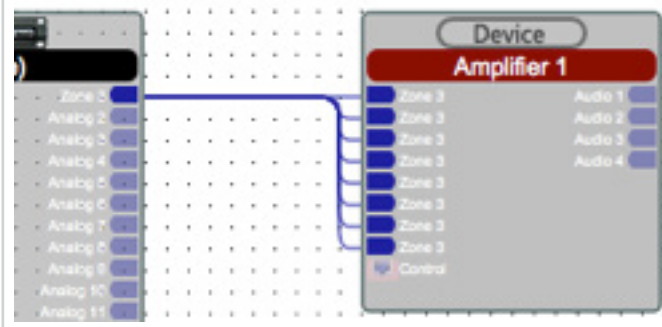 Device
)
Amplifier 1
Zone 3
Analog 2
Analog 3
Analog 4
Analog 5
Analog 6
Analog 7
Analog 8
Analog 9
Analog 10
Analog 11
Zone 3
Zone 3
Zone 3
Zone 3
Zone 3
Zone 3
Zone 3
Zone 3
Control
Audio 1
Audio 2
Audio 3
Audio 4